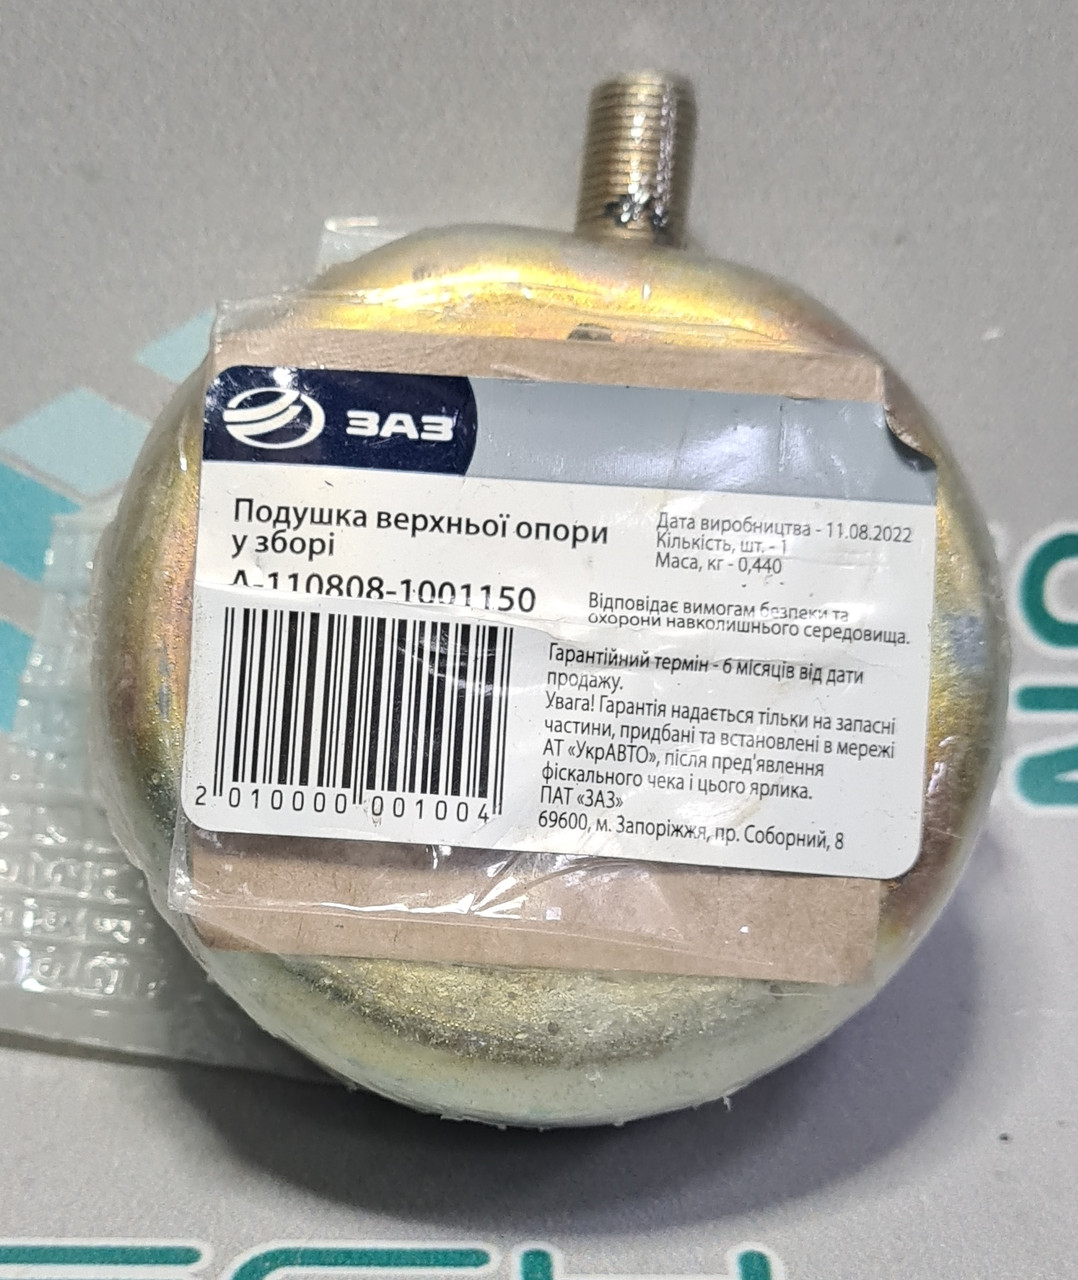 ЗАЗ
Подушка верхньої опори
у зборі
А-110808-1001150
Дата виробництва - 11.08.2022
Кількість, шт. - 1
Маса, кг - 0,440
Відповідає вимогам безпеки та
охорони навколишнього середовища.
Гарантійний термін - 6 місяців від дати
продажу.
Увага! Гарантія надається тільки на запасні
частини, придбані та встановлені в мережі
АТ «УкрАВТО», після пред'явлення
фіскального чека і цього ярлика.
ПАТ «ЗАЗ»
69600, м. Запоріжжя, пр. Соборний, 8
2 010000 001004